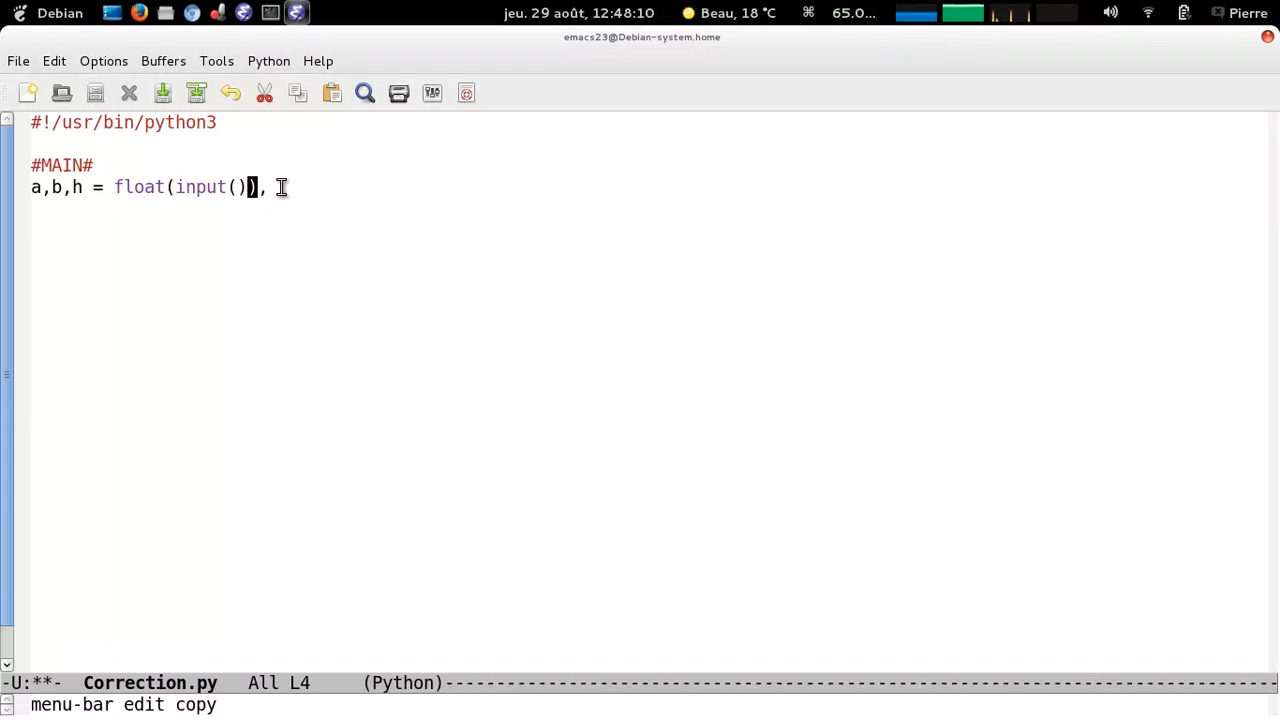 Debian jeu. 29 août, 12:48:10 Beau, 18 °C 65.0... Pierre
emacs23@Debian-system.home
File Edit Options Buffers Tools Python Help
#!/usr/bin/python3
#MAIN#
a,b,h = float(input()),
-U:**- Correction.py All L4 (Python)--------------------------------------------------------------------------------
menu-bar edit copy